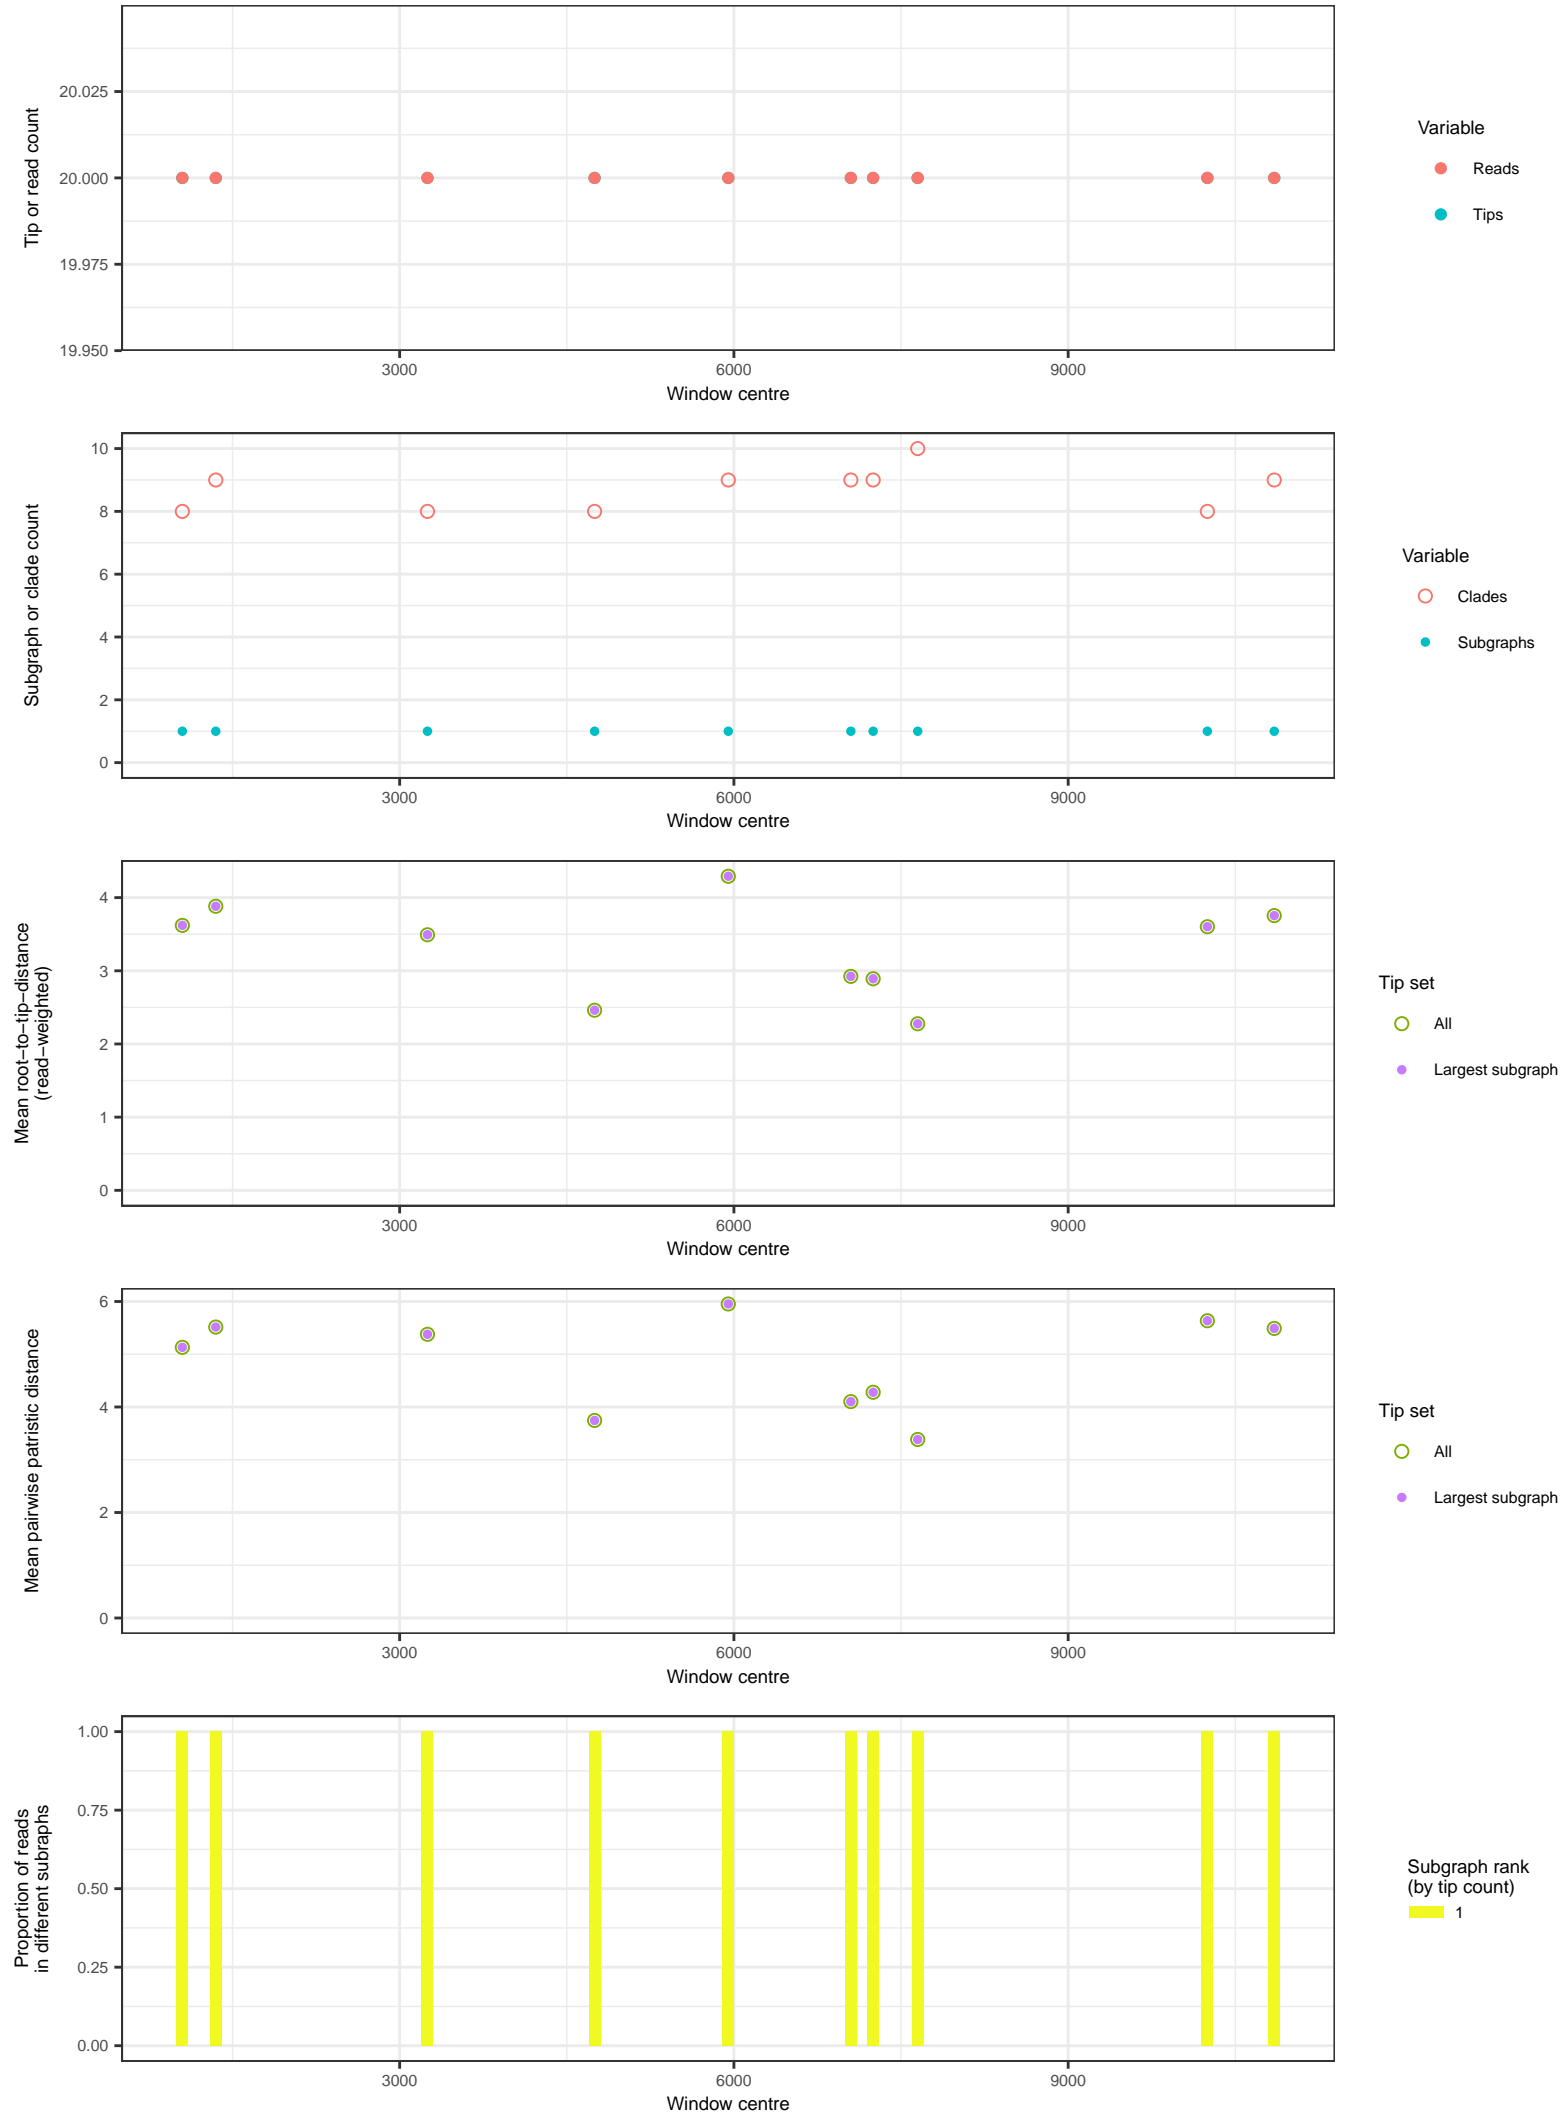 20.025
20.000
19.975
19.950
Tip or read count
3000
6000
9000
Window centre
Variable
Reads
Tips
10
8
6
4
2
0
Subgraph or clade count
3000
6000
9000
Window centre
Variable
Clades
Subgraphs
4
3
2
1
0
Mean root−to−tip−distance
(read−weighted)
3000
6000
9000
Window centre
Tip set
All
Largest subgraph
6
4
2
0
Mean pairwise patristic distance
3000
6000
9000
Window centre
Tip set
All
Largest subgraph
1.00
0.75
0.50
0.25
0.00
Proportion of reads
in different subraphs
3000
6000
9000
Window centre
Subgraph rank
(by tip count)
1